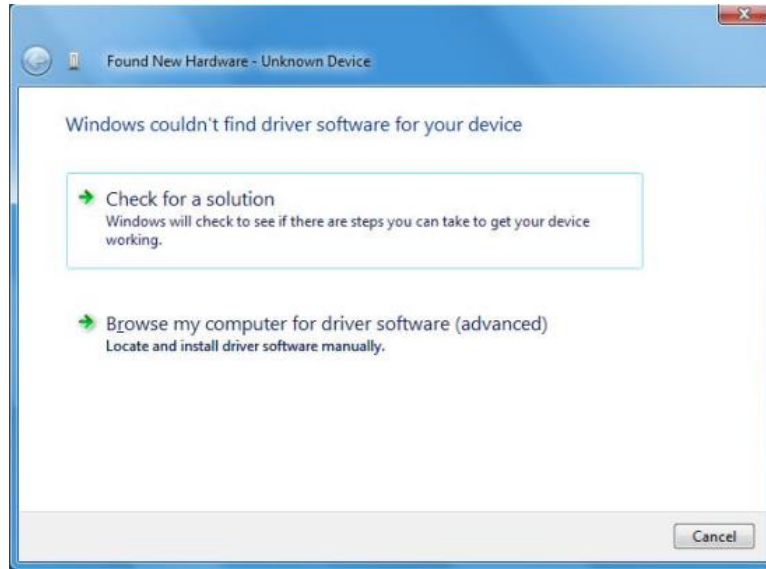 Found New Hardware - Unknown Device
Windows couldn't find driver software for your device
Check for a solution
Windows will check to see if there are steps you can take to get your device
working.
Browse my computer for driver software (advanced)
Locate and install driver software manually.
Cancel